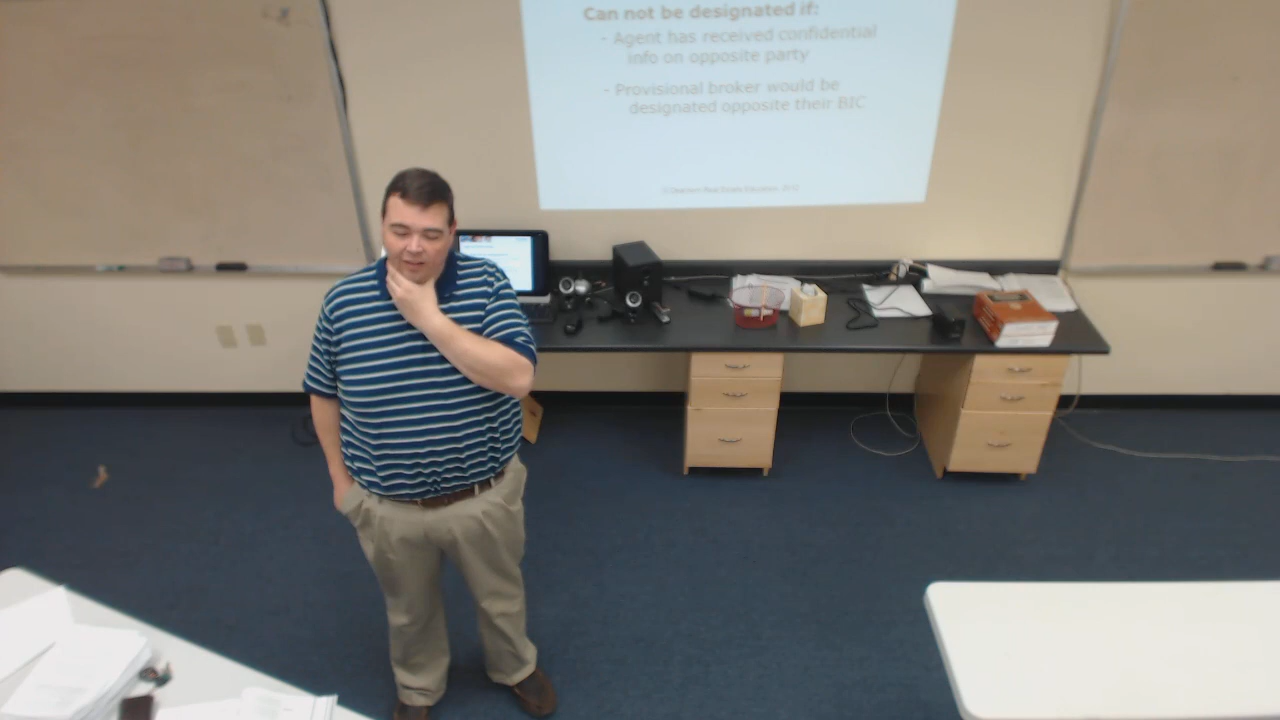 Can not be designated if:
- Agent has received confidential
info on opposite party
- Provisional broker would be
designated opposite their BIC